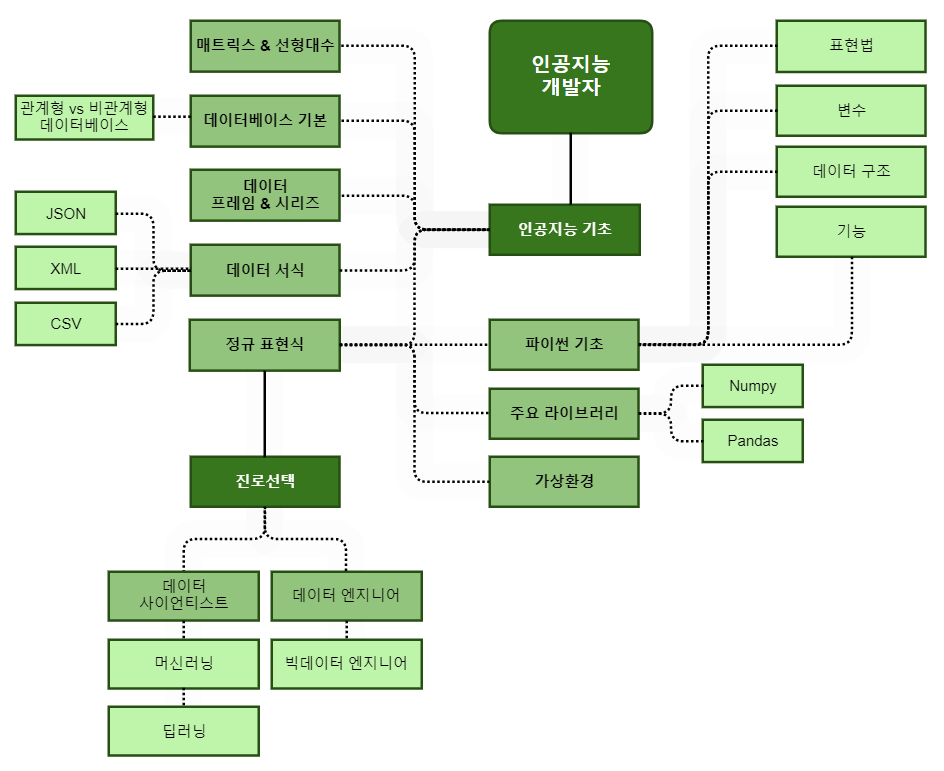 매트릭스 & 선형대수
인공지능
개발자
표현법
관계형 vs 비관계형
데이터베이스
데이터베이스 기본
변수
데이터
프레임 & 시리즈
데이터 구조
JSON
인공지능 기초
기능
XML
데이터 서식
CSV
정규 표현식
파이썬 기초
Numpy
주요 라이브러리
Pandas
진로선택
가상환경
데이터
사이언티스트
데이터 엔지니어
머신러닝
빅데이터 엔지니어
딥러닝